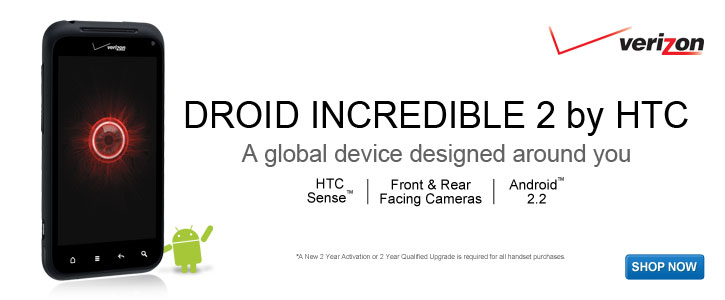 verizon
verizon
DROID INCREDIBLE 2 by HTC
A global device designed around you
HTC Sense™
Front & Rear Facing Cameras
Android™ 2.2
*A New 2 Year Activation or 2 Year Qualified Upgrade is required for all handset purchases.
SHOP NOW